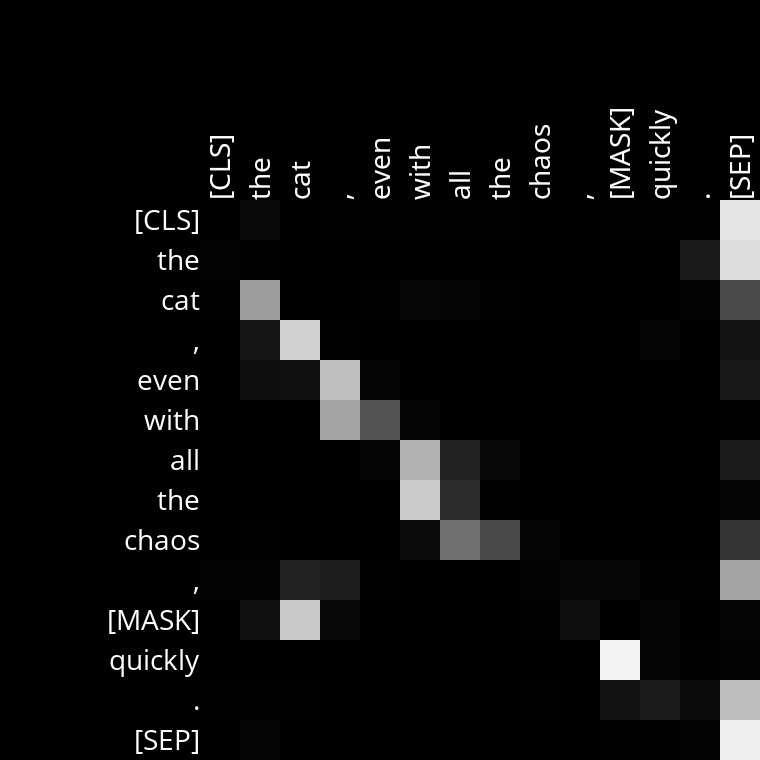 [CLS] the cat , even with all the chaos , [MASK] quickly . [SEP]
[CLS]
the
cat
,
even
with
all
the
chaos
,
[MASK]
quickly
.
[SEP]